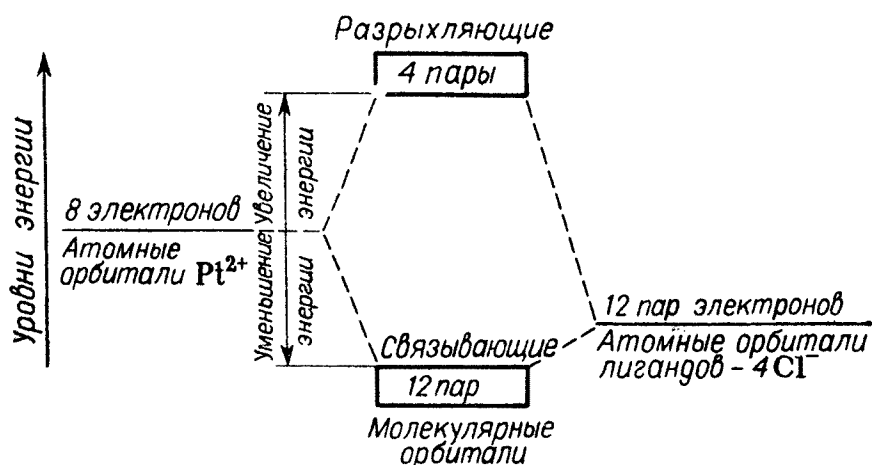 Разрыхляющие
4 пары
Уровни энергии
Увеличение
энергии
8 электронов
Атомные
орбитали Pt²⁺
Уменьшение
энергии
12 пар электронов
Атомные орбитали
лигандов - 4Cl⁻
Связывающие
12 пар
Молекулярные
орбитали